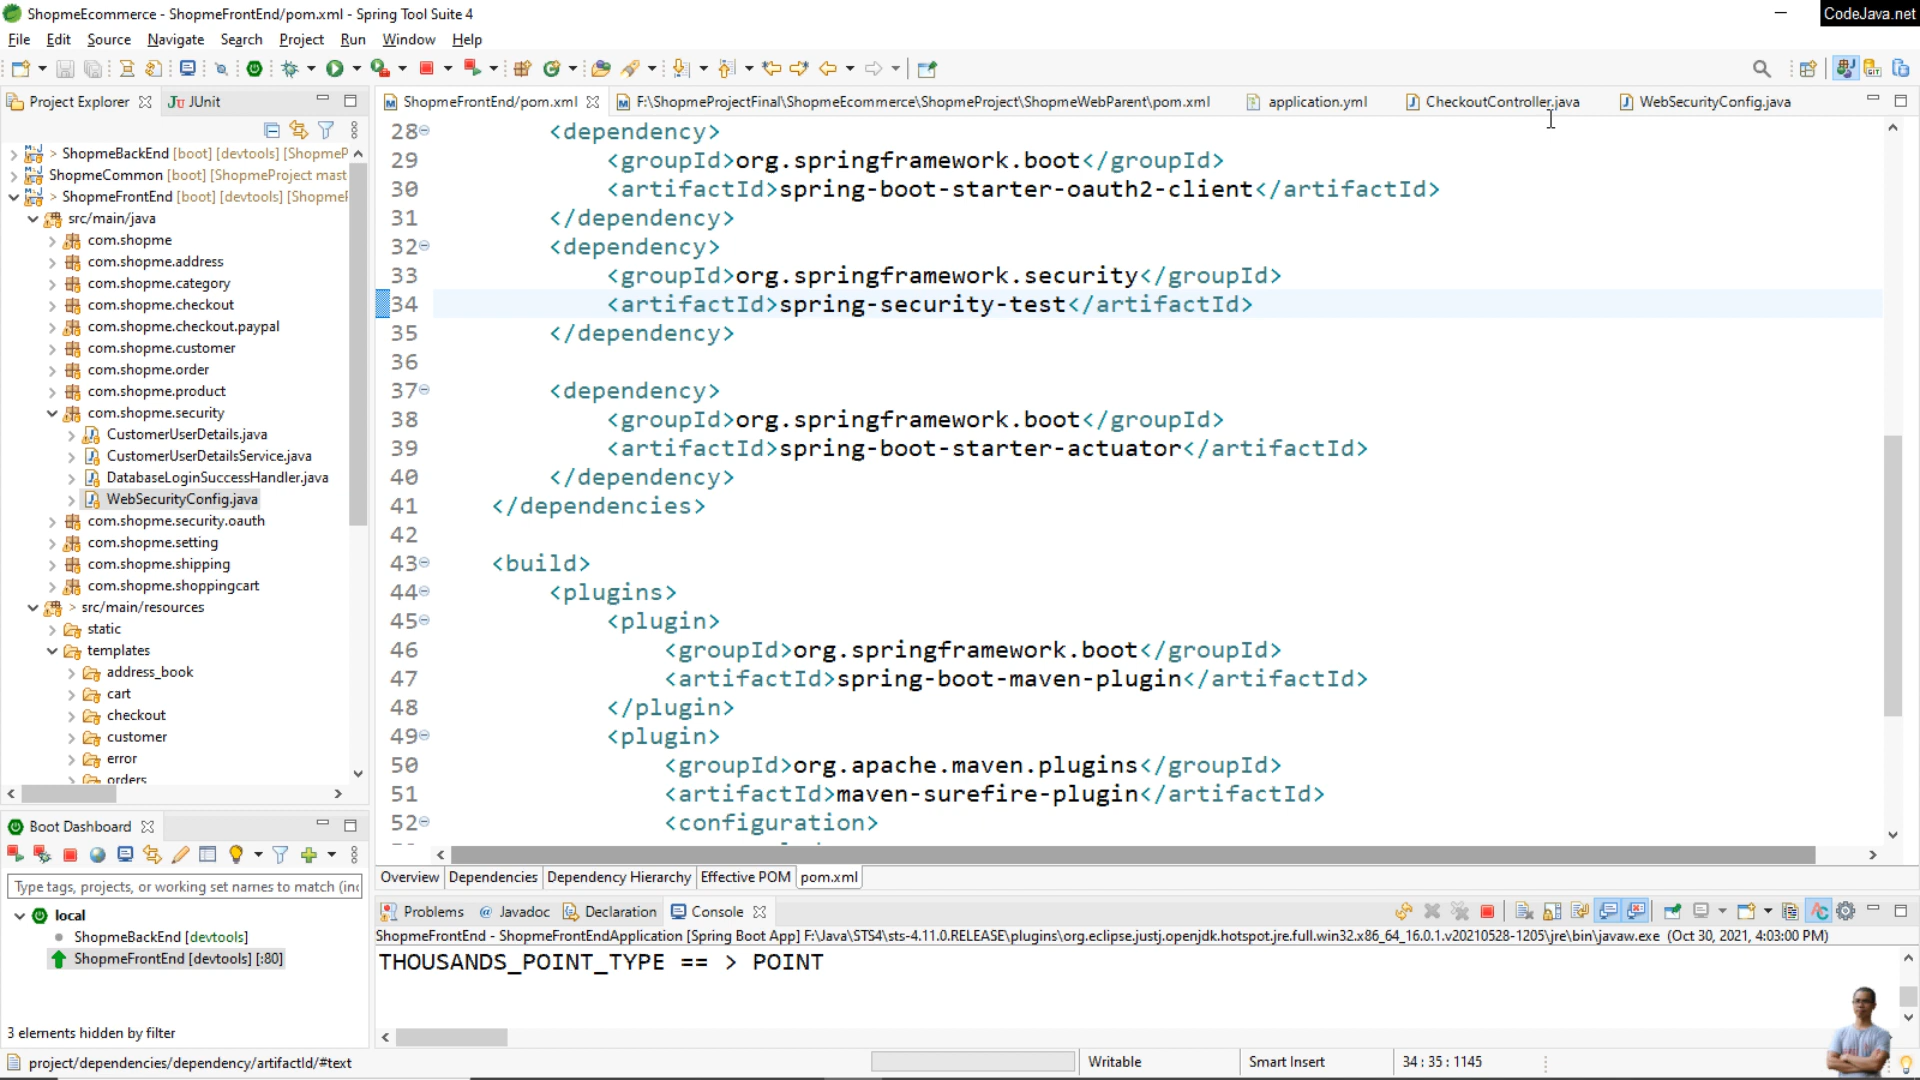 ShopmeEcommerce - ShopmeFrontEnd/pom.xml - Spring Tool Suite 4
CodeJava.net
File Edit Source Navigate Search Project Run Window Help
Project Explorer JUnit
ShopmeFrontEnd/pom.xml F:\ShopmeProjectFinal\ShopmeEcommerce\ShopmeProject\ShopmeWebParent\pom.xml application.yml CheckoutController.java WebSecurityConfig.java
> ShopmeBackEnd [boot] [devtools] [ShopmeP
ShopmeCommon [boot] [ShopmeProject mast
> ShopmeFrontEnd [boot] [devtools] [Shopme
src/main/java
com.shopme
com.shopme.address
com.shopme.category
com.shopme.checkout
com.shopme.checkout.paypal
com.shopme.customer
com.shopme.order
com.shopme.product
com.shopme.security
CustomerUserDetails.java
CustomerUserDetailsService.java
DatabaseLoginSuccessHandler.java
WebSecurityConfig.java
com.shopme.security.oauth
com.shopme.setting
com.shopme.shipping
com.shopme.shoppingcart
> src/main/resources
static
templates
address_book
cart
checkout
customer
error
orders
28 <dependency>
29 <groupId>org.springframework.boot</groupId>
30 <artifactId>spring-boot-starter-oauth2-client</artifactId>
31 </dependency>
32 <dependency>
33 <groupId>org.springframework.security</groupId>
34 <artifactId>spring-security-test</artifactId>
35 </dependency>
36
37 <dependency>
38 <groupId>org.springframework.boot</groupId>
39 <artifactId>spring-boot-starter-actuator</artifactId>
40 </dependency>
41 </dependencies>
42
43 <build>
44 <plugins>
45 <plugin>
46 <groupId>org.springframework.boot</groupId>
47 <artifactId>spring-boot-maven-plugin</artifactId>
48 </plugin>
49 <plugin>
50 <groupId>org.apache.maven.plugins</groupId>
51 <artifactId>maven-surefire-plugin</artifactId>
52 <configuration>
Overview Dependencies Dependency Hierarchy Effective POM pom.xml
Boot Dashboard
Type tags, projects, or working set names to match (inc
local
ShopmeBackEnd [devtools]
ShopmeFrontEnd [devtools] [:80]
3 elements hidden by filter
Problems @ Javadoc Declaration Console
ShopmeFrontEnd - ShopmeFrontEndApplication [Spring Boot App] F:\Java\STS4\sts-4.11.0.RELEASE\plugins\org.eclipse.justj.openjdk.hotspot.jre.full.win32.x86_64_16.0.1.v20210528-1205\jre\bin\javaw.exe (Oct 30, 2021, 4:03:00 PM)
THOUSANDS_POINT_TYPE == > POINT
project/dependencies/dependency/artifactId/#text
Writable Smart Insert 34 : 35 : 1145